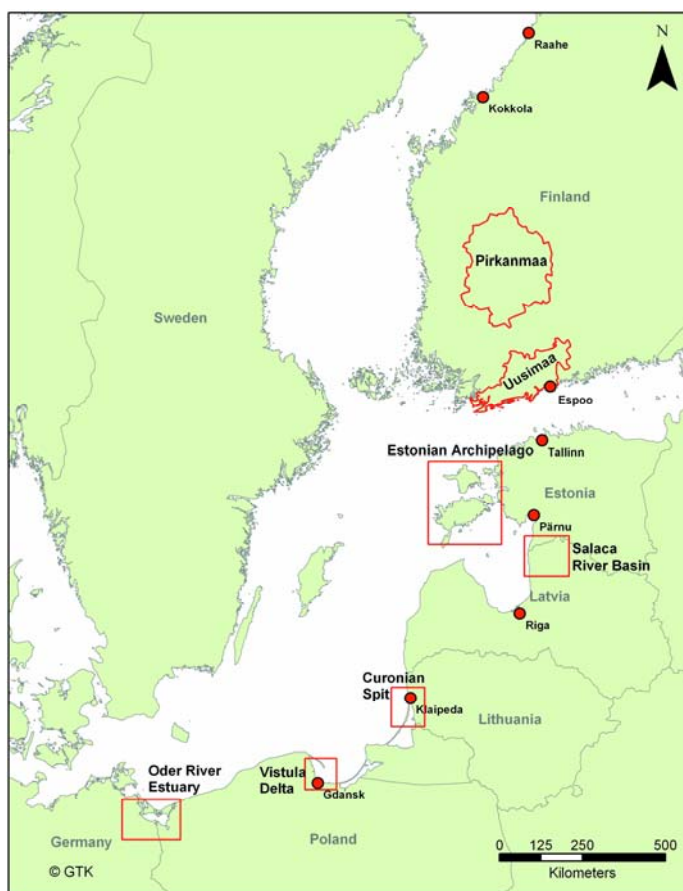 N
Raahe
Kokkola
Finland
Pirkanmaa
Sweden
Uusimaa
Espoo
Estonian Archipelago
Tallinn
Estonia
Pärnu
Salaca
River Basin
Latvia
Riga
Curonian
Spit
Klaipeda
Lithuania
Oder River
Estuary
Vistula
Delta
Gdansk
Germany
Poland
© GTK
0 125 250 500
Kilometers